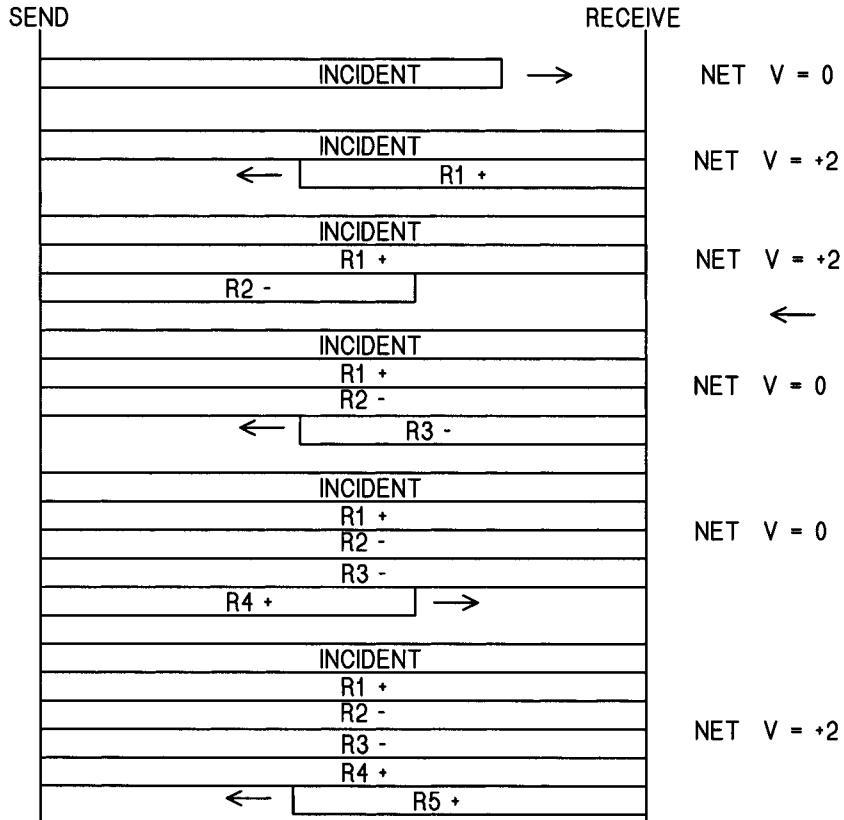 SEND RECEIVE
INCIDENT NET V = 0
INCIDENT
R1 + NET V = +2
INCIDENT
R1 + NET V = +2
R2 -
INCIDENT
R1 + NET V = 0
R2 -
R3 -
INCIDENT
R1 +
R2 - NET V = 0
R3 -
R4 +
INCIDENT
R1 +
R2 -
R3 - NET V = +2
R4 +
R5 +